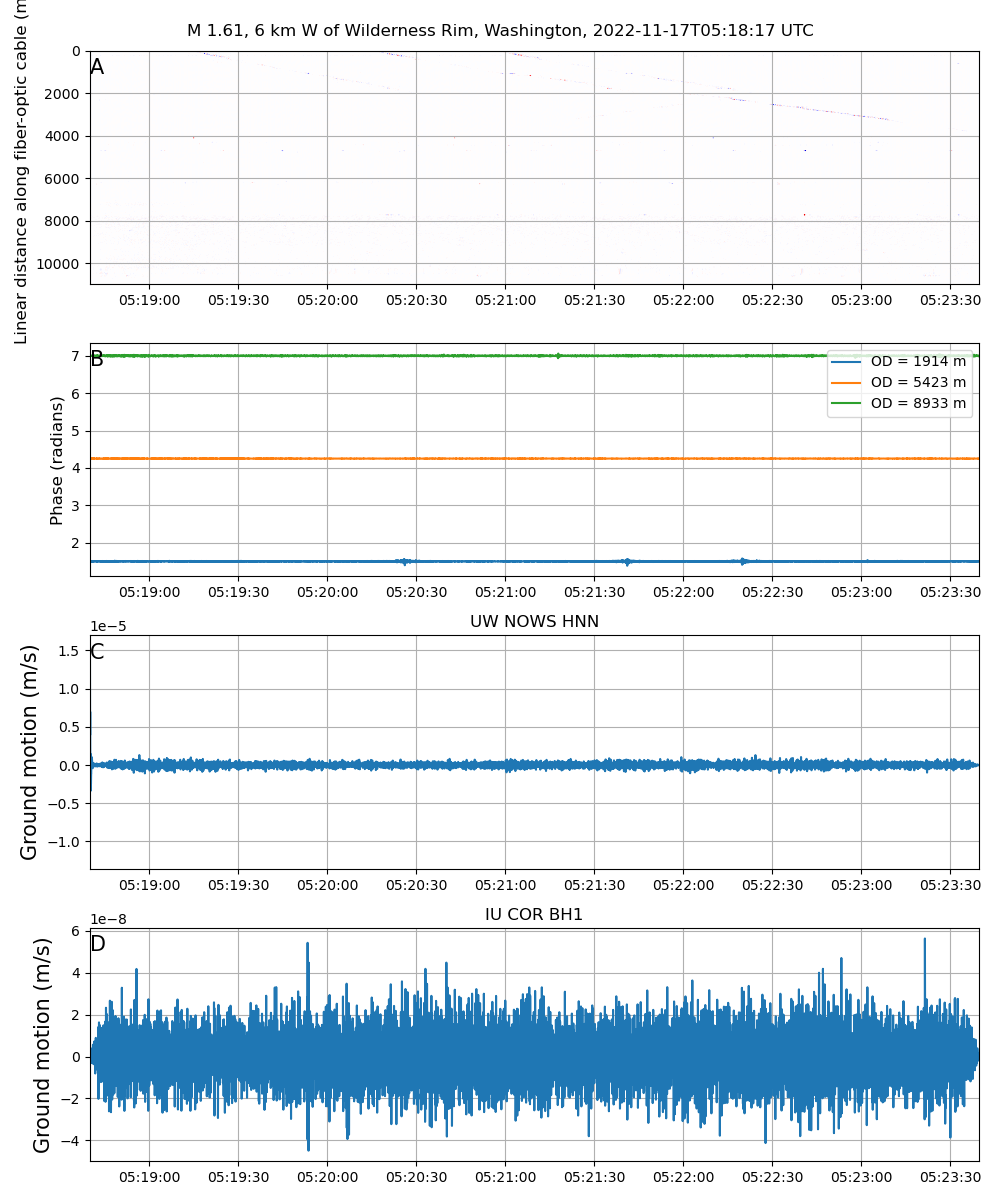 M 1.61, 6 km W of Wilderness Rim, Washington, 2022-11-17T05:18:17 UTC
Linear distance along fiber-optic cable (m
A
0
2000
4000
6000
8000
10000
05:19:00 05:19:30 05:20:00 05:20:30 05:21:00 05:21:30 05:22:00 05:22:30 05:23:00 05:23:30
Phase (radians)
B
7
6
5
4
3
2
OD = 1914 m
OD = 5423 m
OD = 8933 m
05:19:00 05:19:30 05:20:00 05:20:30 05:21:00 05:21:30 05:22:00 05:22:30 05:23:00 05:23:30
UW NOWS HNN
1e−5
Ground motion (m/s)
C
1.5
1.0
0.5
0.0
−0.5
−1.0
05:19:00 05:19:30 05:20:00 05:20:30 05:21:00 05:21:30 05:22:00 05:22:30 05:23:00 05:23:30
IU COR BH1
1e−8
Ground motion (m/s)
D
6
4
2
0
−2
−4
05:19:00 05:19:30 05:20:00 05:20:30 05:21:00 05:21:30 05:22:00 05:22:30 05:23:00 05:23:30